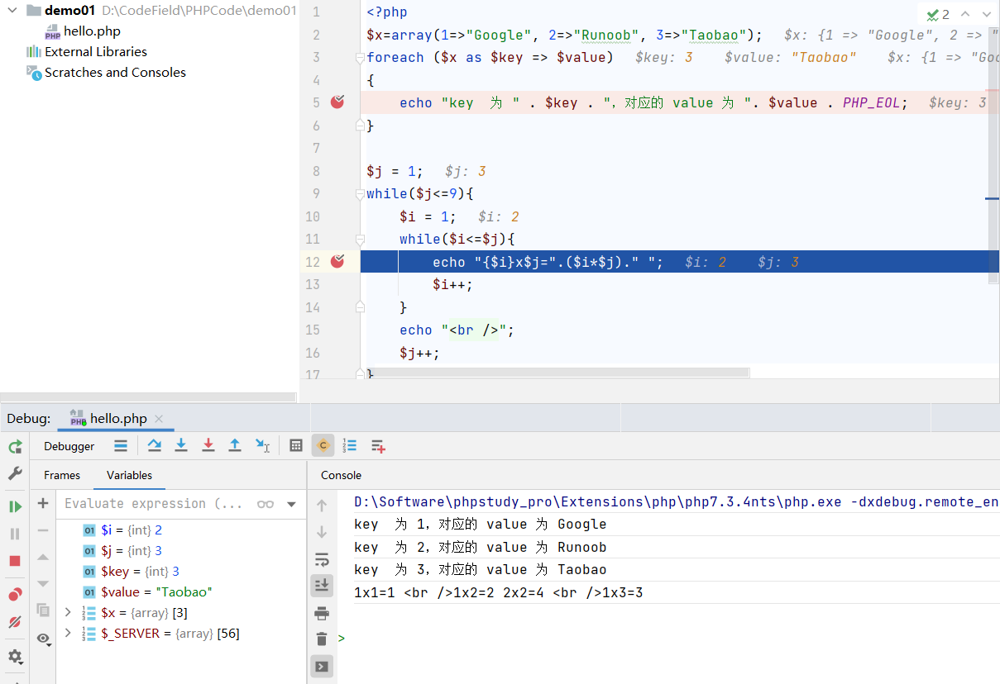 demo01 D:\CodeField\PHPCode\demo01
hello.php
External Libraries
Scratches and Consoles
2
1 <?php
2 $x=array(1=>"Google", 2=>"Runoob", 3=>"Taobao"); $x: {1 => "Google", 2 => "
3 foreach ($x as $key => $value) $key: 3 $value: "Taobao" $x: {1 => "Goo
4 {
5 echo "key 为 " . $key . ", 对应的 value 为 ". $value . PHP_EOL; $key: 3
6 }
7
8 $j = 1; $j: 3
9 while($j<=9){
10 $i = 1; $i: 2
11 while($i<=$j){
12 echo "{$i}x$j=".($i*$j)." "; $i: 2 $j: 3
13 $i++;
14 }
15 echo "<br />";
16 $j++;
17 }
Debug: hello.php
Debugger
Frames Variables
Console
Evaluate expression (...
$i = {int} 2
$j = {int} 3
$key = {int} 3
$value = "Taobao"
$x = {array} [3]
$_SERVER = {array} [56]
D:\Software\phpstudy_pro\Extensions\php\php7.3.4nts\php.exe -dxdebug.remote_en
key 为 1, 对应的 value 为 Google
key 为 2, 对应的 value 为 Runoob
key 为 3, 对应的 value 为 Taobao
1x1=1 <br />1x2=2 2x2=4 <br />1x3=3
>